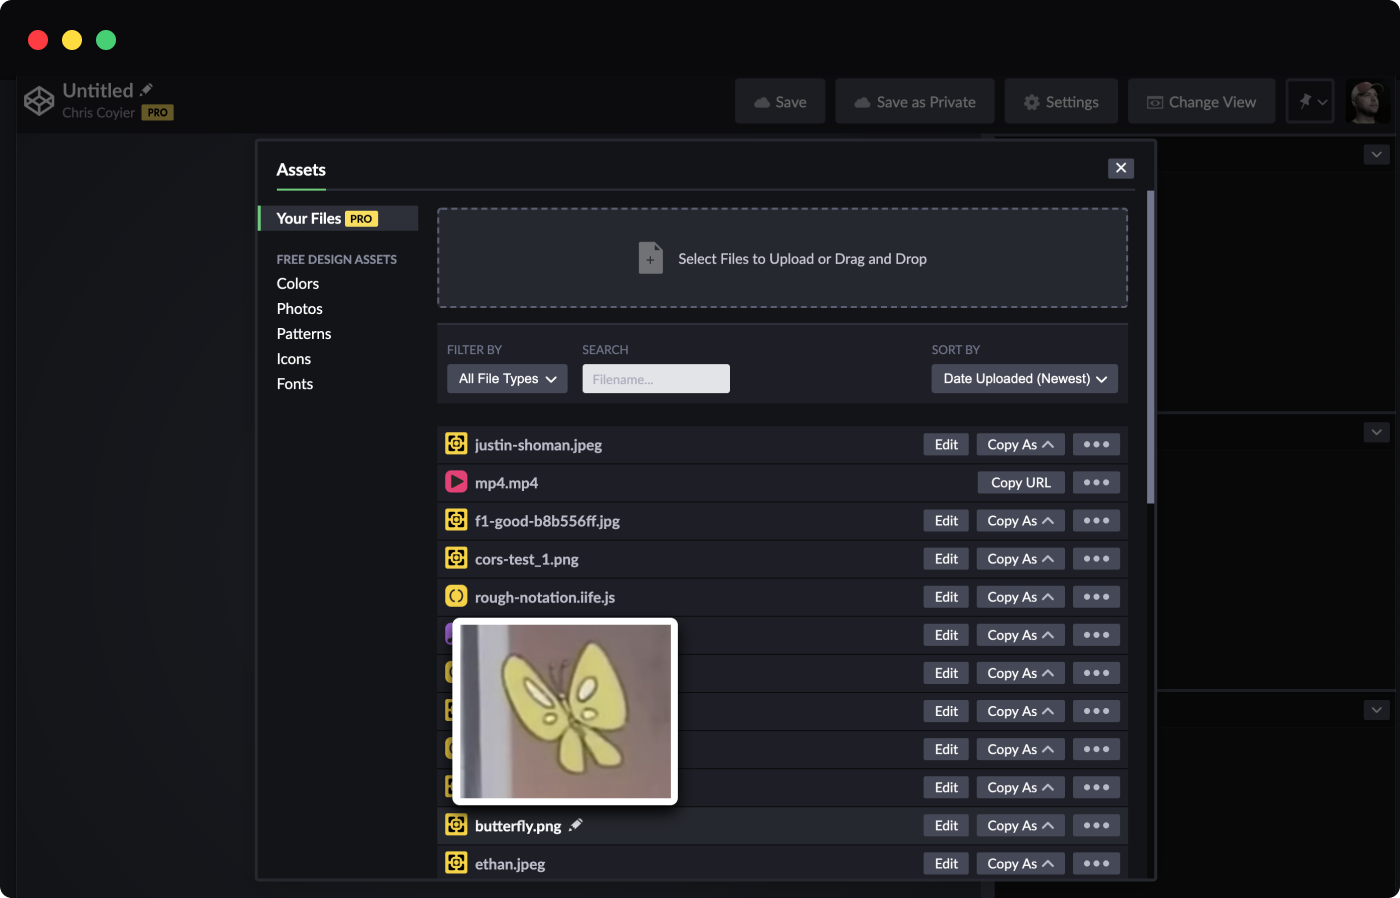 Untitled
Chris Coyier PRO
Save
Save as Private
Settings
Change View
Assets
Your Files PRO
FREE DESIGN ASSETS
Colors
Photos
Patterns
Icons
Fonts
Select Files to Upload or Drag and Drop
FILTER BY
SEARCH
SORT BY
All File Types
Filename...
Date Uploaded (Newest)
justin-shoman.jpeg Edit Copy As
mp4.mp4 Copy URL
f1-good-b8b556ff.jpg Edit Copy As
cors-test_1.png Edit Copy As
rough-notation.iife.js Edit Copy As
Edit Copy As
Edit Copy As
Edit Copy As
Edit Copy As
Edit Copy As
butterfly.png Edit Copy As
ethan.jpeg Edit Copy As